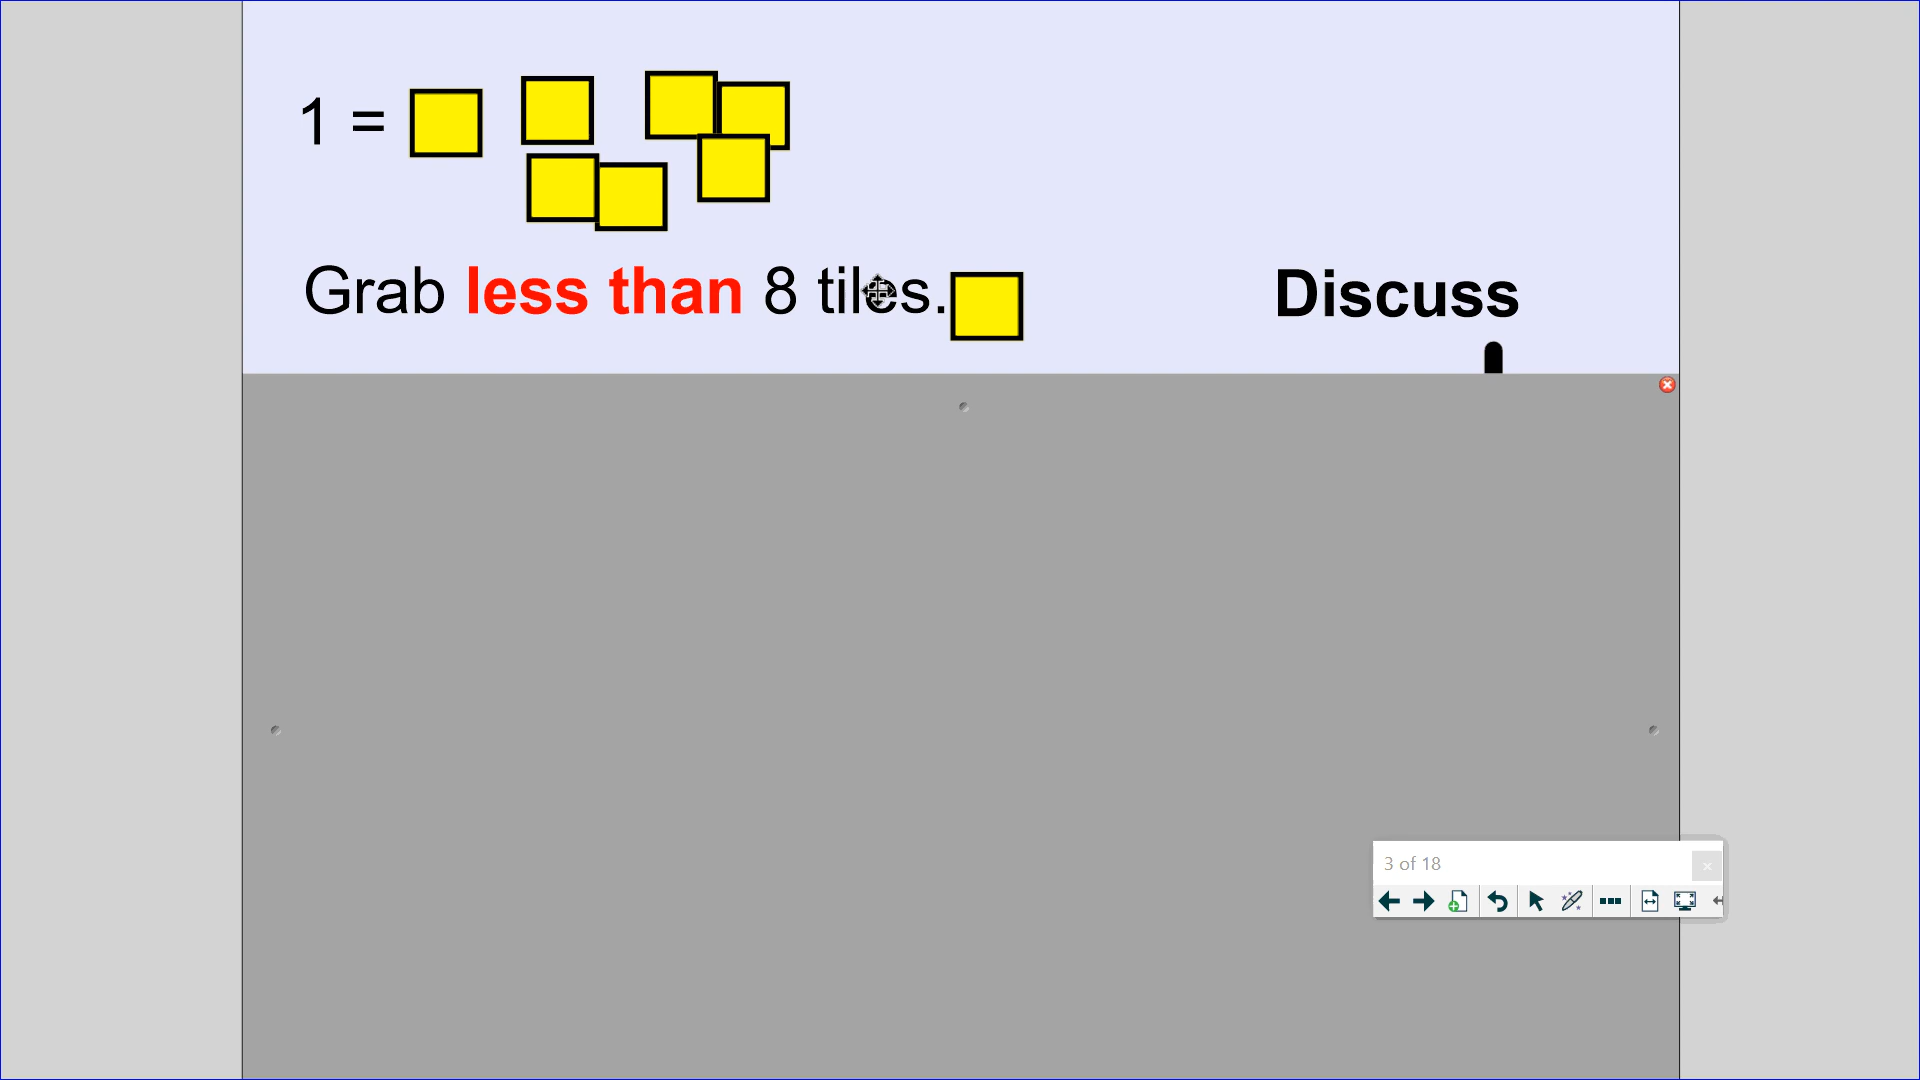 1 =
Grab less than 8 tiles.
Discuss
3 of 18